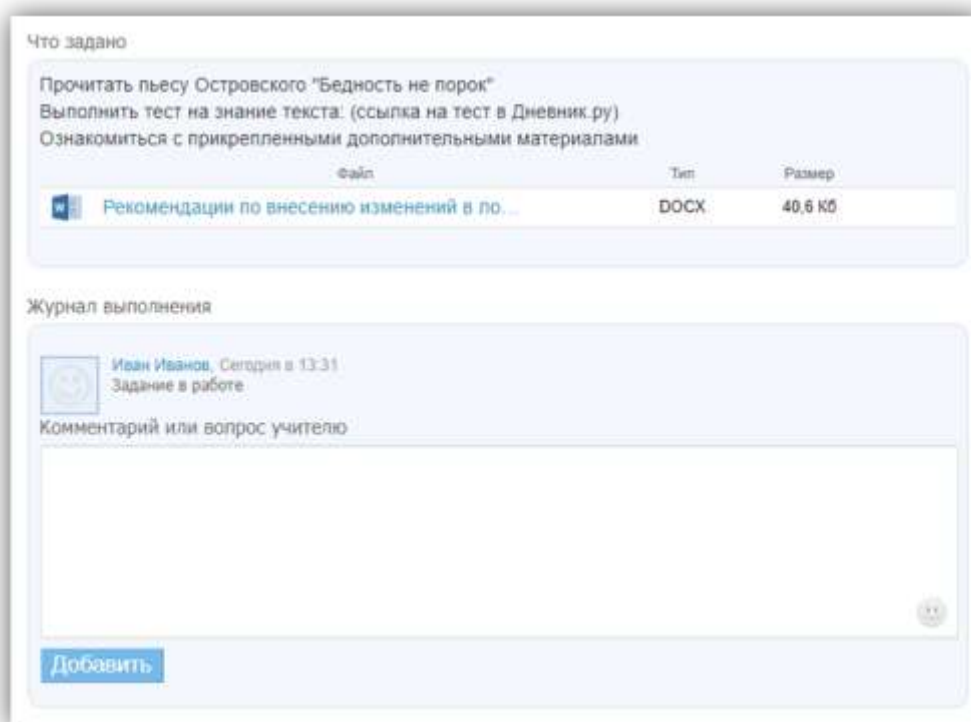 Что задано
Прочитать пьесу Островского "Бедность не порок"
Выполнить тест на знание текста: (ссылка на тест в Дневник.ру)
Ознакомиться с прикрепленными дополнительными материалами
Файл Тип Размер
Рекомендации по внесению изменений в ло... DOCX 40,6 Кб
Журнал выполнения
Иван Иванов, Сегодня в 13:31
Задание в работе
Комментарий или вопрос учителю
Добавить